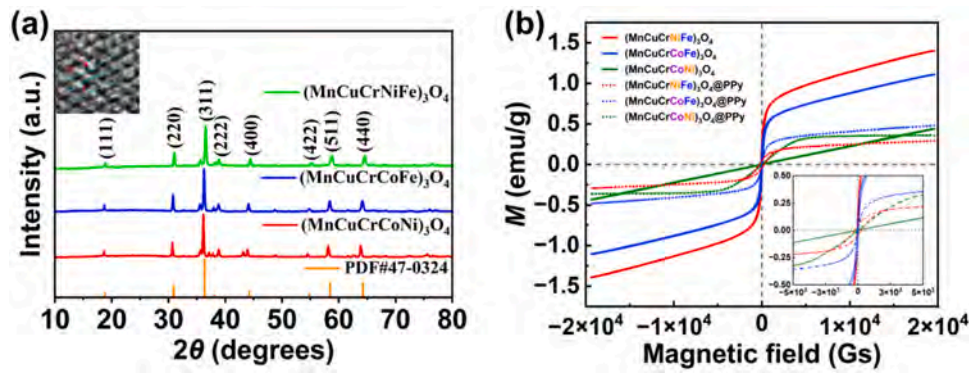 (a)
Intensity (a.u.)
(MnCuCrNiFe)₃O₄
(111)
(220)
(311)
(222)
(400)
(422)
(511)
(440)
(MnCuCrCoFe)₃O₄
(MnCuCrCoNi)₃O₄
PDF#47-0324
10 20 30 40 50 60 70 80
2θ (degrees)
(b)
M (emu/g)
1.5
1.0
0.5
0.0
-0.5
-1.0
-1.5
(MnCuCrNiFe)₃O₄
(MnCuCrCoFe)₃O₄
(MnCuCrCoNi)₃O₄
(MnCuCrNiFe)₃O₄@PPy
(MnCuCrCoFe)₃O₄@PPy
(MnCuCrCoNi)₃O₄@PPy
0.50
0.25
0.00
-0.25
-0.50
-5×10³ -3×10³ 0 3×10³ 5×10³
−2×10⁴ −1×10⁴ 0 1×10⁴ 2×10⁴
Magnetic field (Gs)